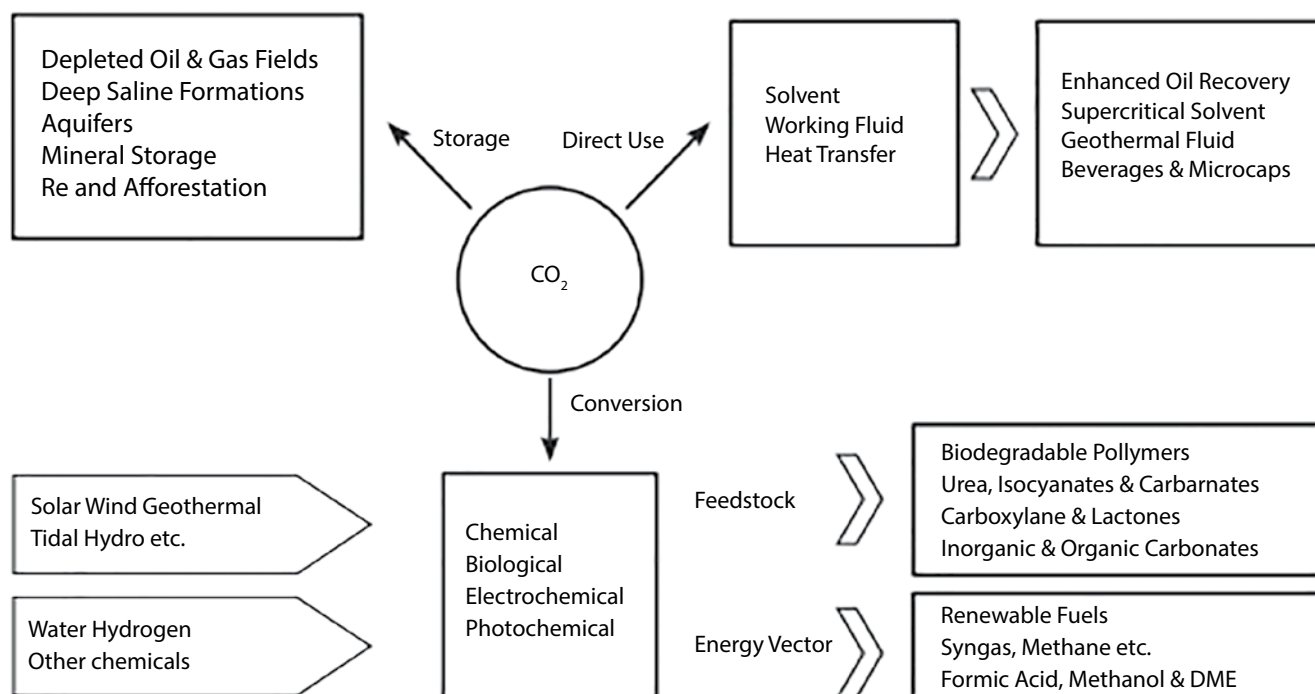 Depleted Oil & Gas Fields
Deep Saline Formations
Aquifers
Mineral Storage
Re and Afforestation
Storage
Direct Use
Solvent
Working Fluid
Heat Transfer
Enhanced Oil Recovery
Supercritical Solvent
Geothermal Fluid
Beverages & Microcaps
CO₂
Conversion
Solar Wind Geothermal
Tidal Hydro etc.
Water Hydrogen
Other chemicals
Chemical
Biological
Electrochemical
Photochemical
Feedstock
Biodegradable Pollymers
Urea, Isocyanates & Carbarnates
Carboxylane & Lactones
Inorganic & Organic Carbonates
Energy Vector
Renewable Fuels
Syngas, Methane etc.
Formic Acid, Methanol & DME